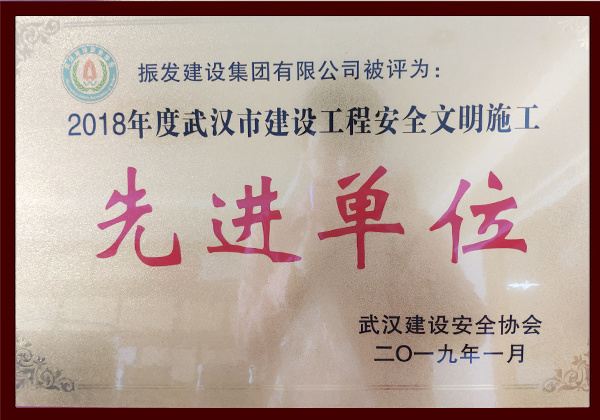 振发建设集团有限公司被评为：
2018年度武汉市建设工程安全文明施工
先进单位
武汉建设安全协会
二〇一九年一月